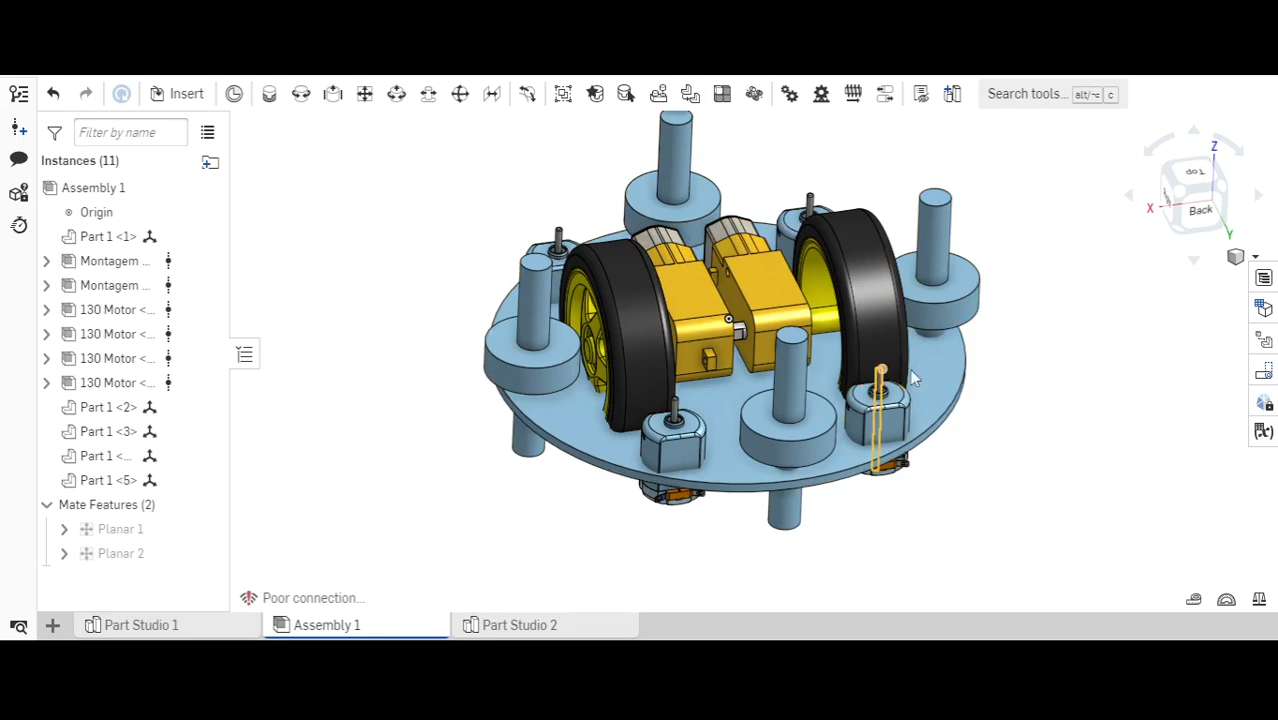 Insert
Search tools... alt/⌥ c
Filter by name
Instances (11)
Assembly 1
Origin
Part 1 <1>
Montagem ...
Montagem ...
130 Motor <...
130 Motor <...
130 Motor <...
130 Motor <...
Part 1 <2>
Part 1 <3>
Part 1 <...
Part 1 <5>
Mate Features (2)
Planar 1
Planar 2
Z
Top
X
Back
Y
Poor connection...
Part Studio 1
Assembly 1
Part Studio 2